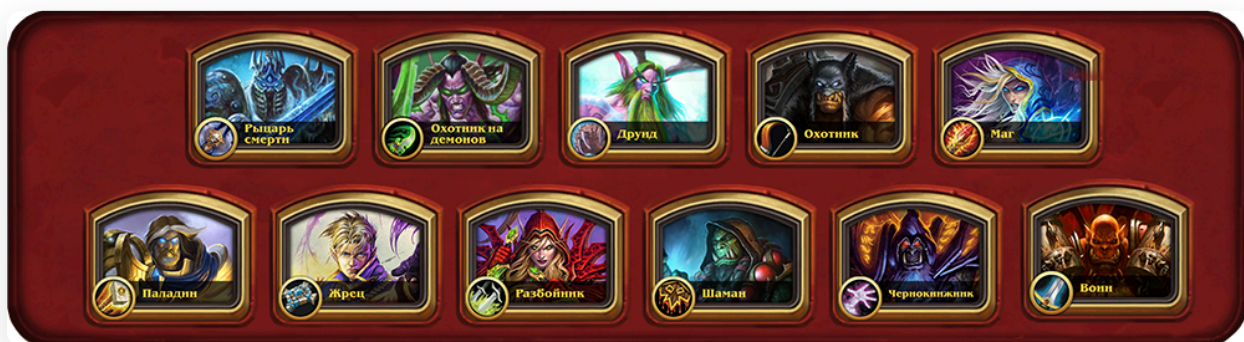 Рыцарь
смерти
Охотник на
демонов
Друид
Охотник
Маг
Паладин
Жрец
Разбойник
Шаман
Чернокнижник
Воин